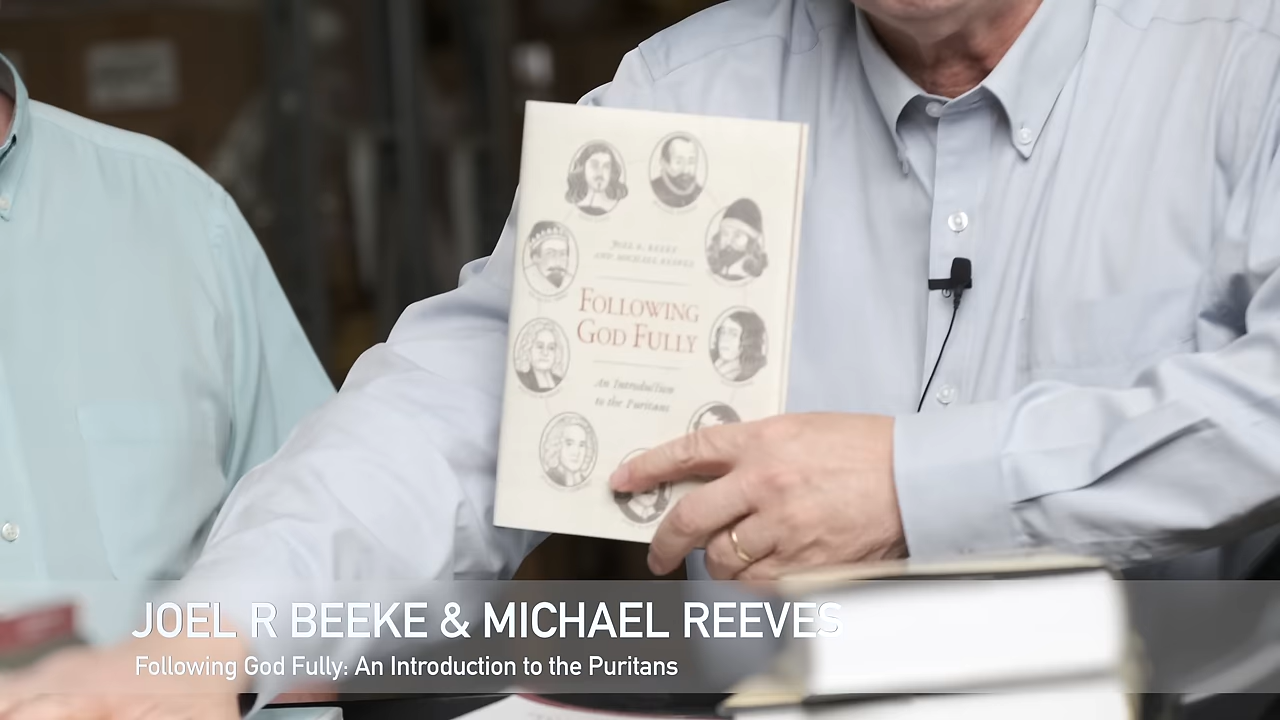 JOEL R. BEEKE
AND MICHAEL REEVES
FOLLOWING
GOD FULLY
An Introduction
to the Puritans
JOEL R BEEKE & MICHAEL REEVES
Following God Fully: An Introduction to the Puritans